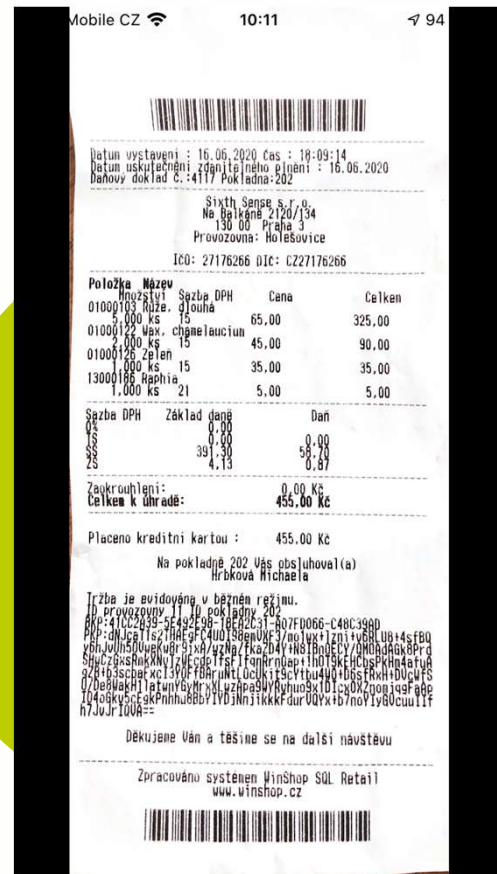 Mobile CZ 10:11 94
Datum vystavení : 16.06.2020 Čas : 18:09:14
Datum uskutečnění zdanitelného plnění : 16.06.2020
Daňový doklad č.:4117 Pokladna:202
Sixth Sense s.r.o.
Na Balkáně 2120/134
130 00 Praha 3
Provozovna: Holešovice
IČO: 27176266 DIČ: CZ27176266
Položka Název
Množství Sazba DPH Cena Celkem
01000103 Růže, dlouhá
5,000 ks 15 65,00 325,00
01000122 Wax, chamelaucium
2,000 ks 15 45,00 90,00
01000126 Zeleň
1,000 ks 15 35,00 35,00
13000186 Raphia
1,000 ks 21 5,00 5,00
Sazba DPH Základ daně Daň
0% 0.00
TS 0.00 0.00
SS 391.30 58.70
ZS 4.13 0.87
Zaokrouhlení: 0,00 Kč
Celkem k úhradě: 455,00 Kč
Placeno kreditní kartou : 455.00 Kč
Na pokladně 202 Vás obsluhoval(a)
Hrbková Michaela
Tržba je evidována v běžném režimu.
ID provozovny 11 ID pokladny 202
Děkujeme Vám a těšíme se na další návštěvu
Zpracováno systémem WinShop SQL Retail
www.winshop.cz